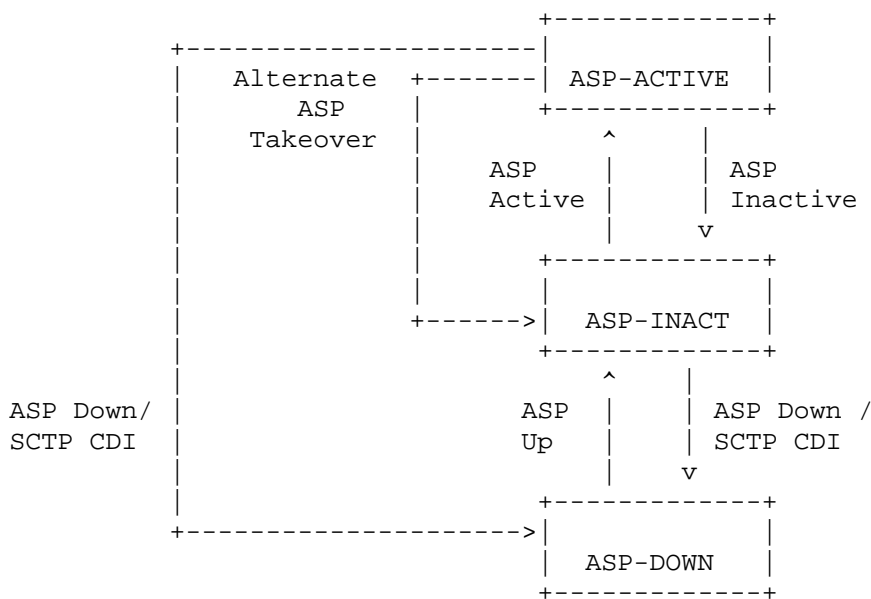 ASP-ACTIVE
Alternate
ASP
Takeover
ASP
Active
ASP
Inactive
ASP-INACT
ASP Down/
SCTP CDI
ASP
Up
ASP Down /
SCTP CDI
ASP-DOWN